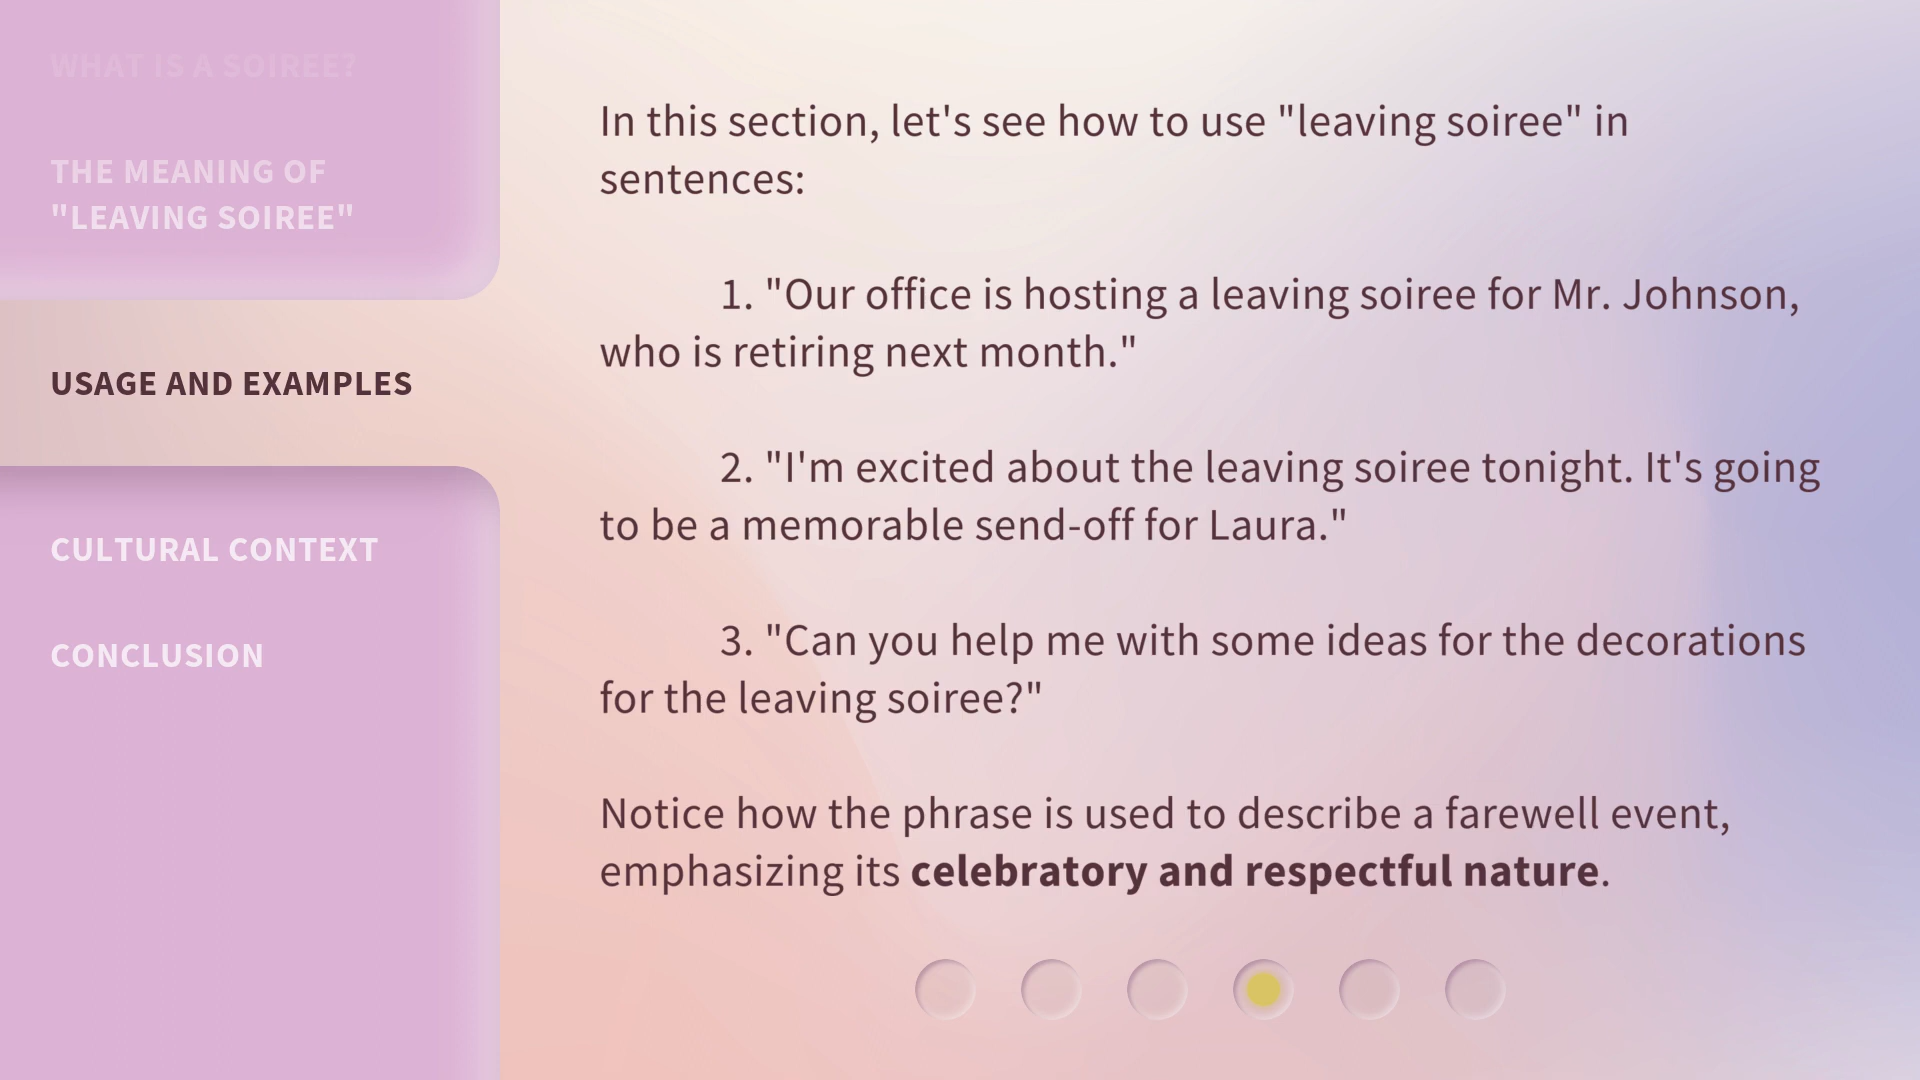 WHAT IS A SOIREE?
THE MEANING OF
"LEAVING SOIREE"
USAGE AND EXAMPLES
CULTURAL CONTEXT
CONCLUSION
In this section, let's see how to use "leaving soiree" in
sentences:
1. "Our office is hosting a leaving soiree for Mr. Johnson,
who is retiring next month."
2. "I'm excited about the leaving soiree tonight. It's going
to be a memorable send-off for Laura."
3. "Can you help me with some ideas for the decorations
for the leaving soiree?"
Notice how the phrase is used to describe a farewell event,
emphasizing its celebratory and respectful nature.